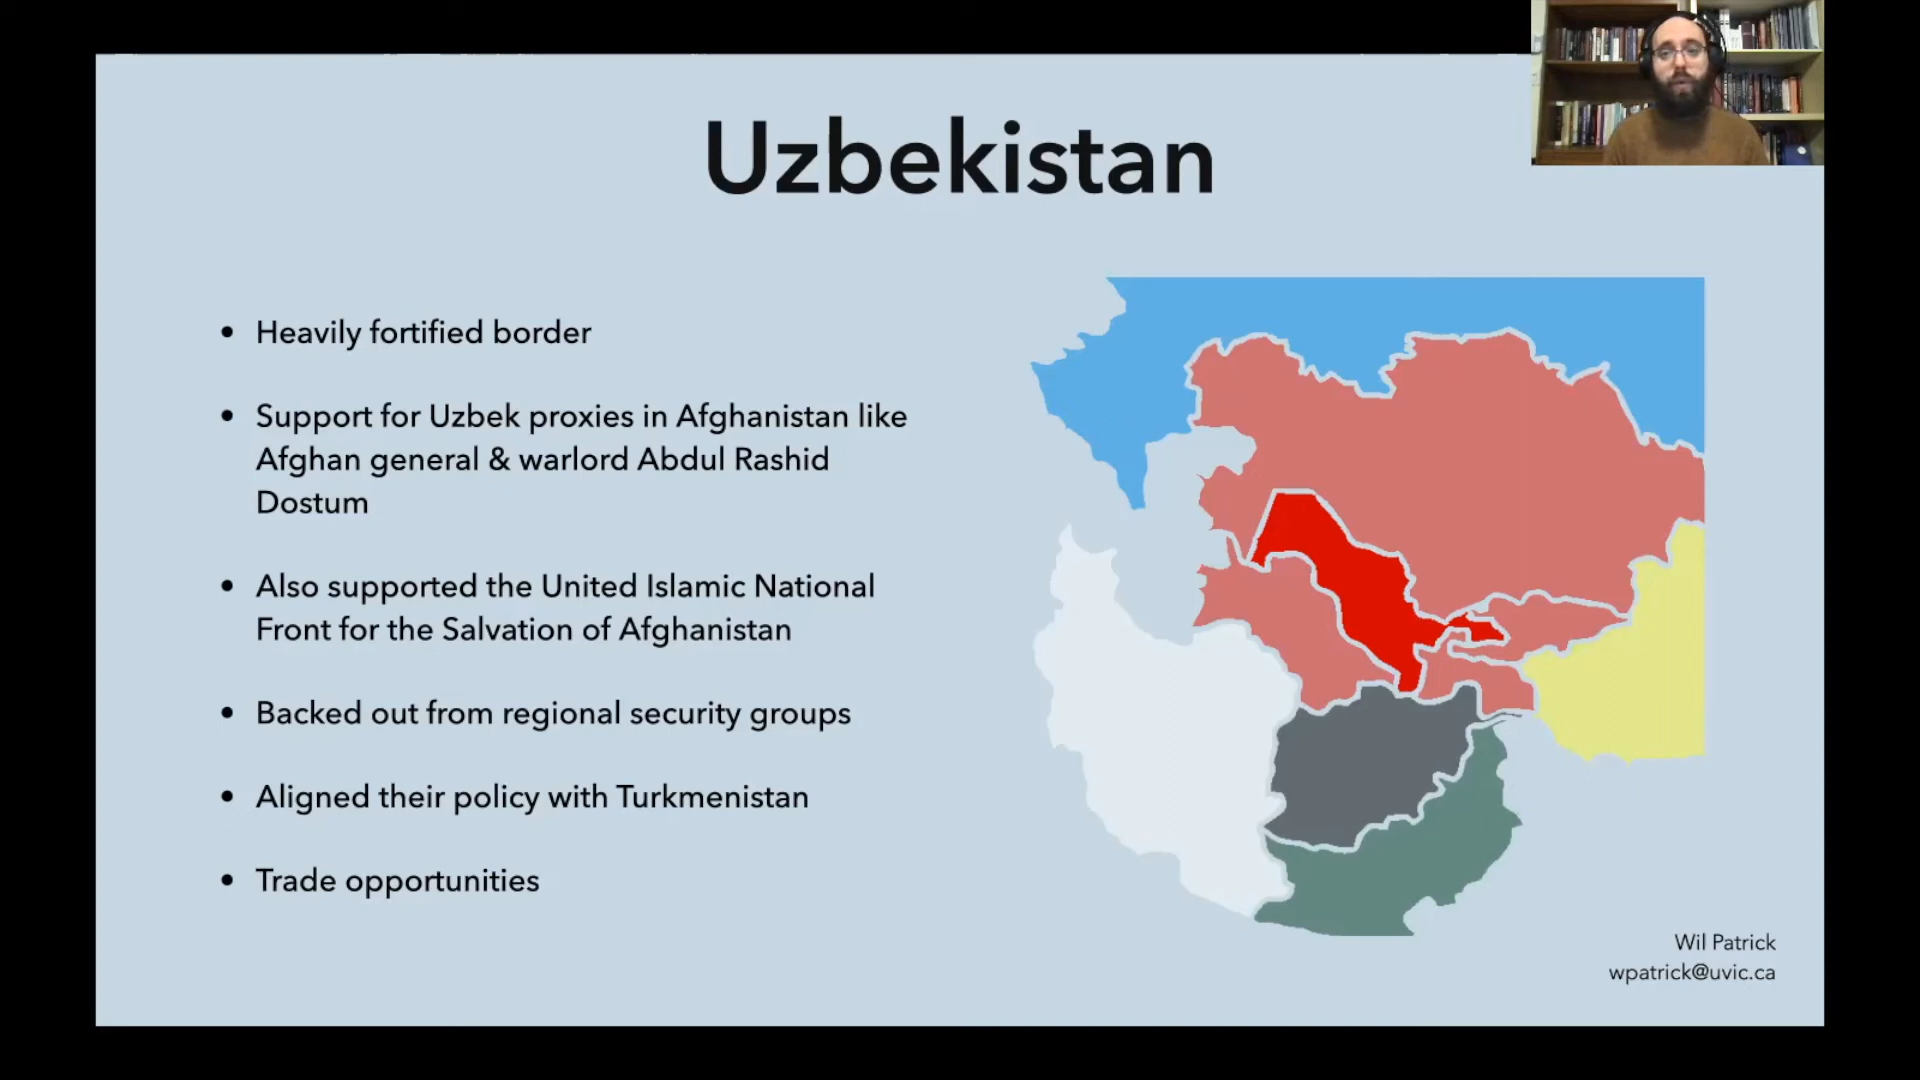 Uzbekistan
• Heavily fortified border
• Support for Uzbek proxies in Afghanistan like
Afghan general & warlord Abdul Rashid
Dostum
• Also supported the United Islamic National
Front for the Salvation of Afghanistan
• Backed out from regional security groups
• Aligned their policy with Turkmenistan
• Trade opportunities
Wil Patrick
wpatrick@uvic.ca